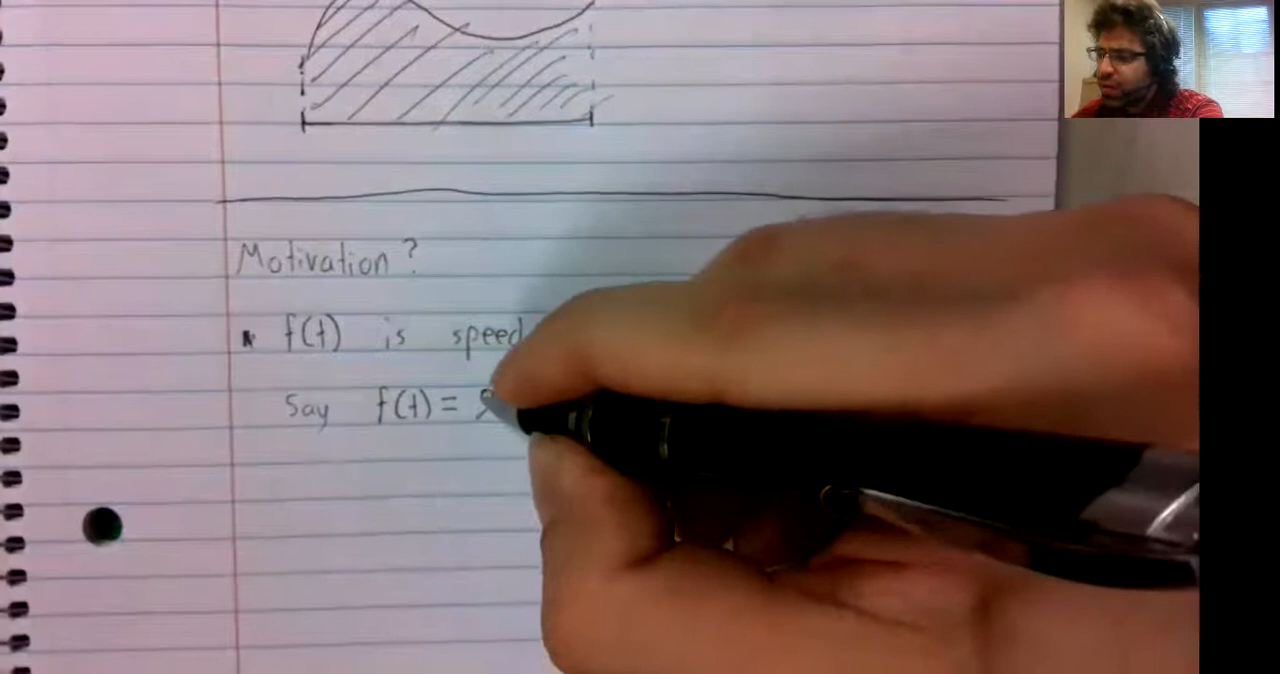 Motivation ?
f(t) is speed
Say f(t) =